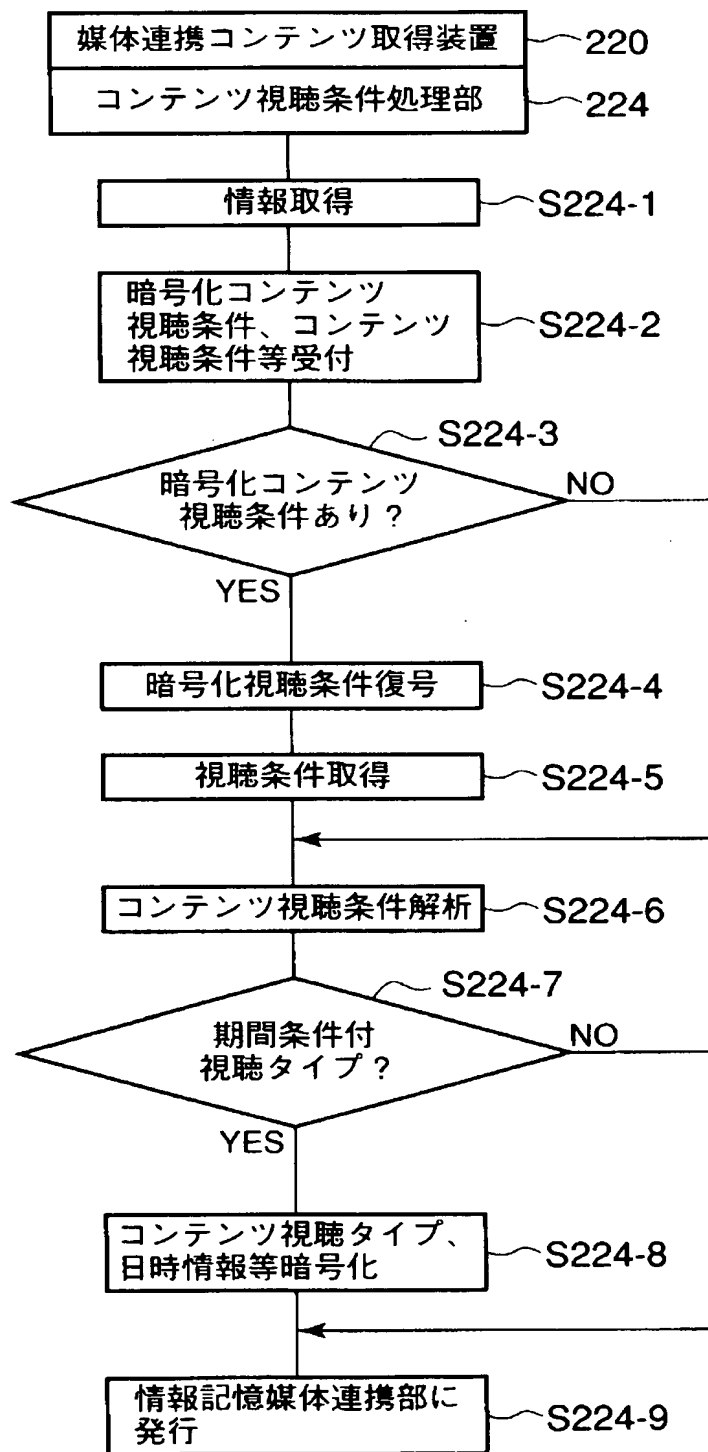 媒体連携コンテンツ取得装置
220
コンテンツ視聴条件処理部
224
情報取得
S224-1
暗号化コンテンツ
視聴条件、コンテンツ
視聴条件等受付
S224-2
S224-3
暗号化コンテンツ
視聴条件あり?
NO
YES
暗号化視聴条件復号
S224-4
視聴条件取得
S224-5
コンテンツ視聴条件解析
S224-6
S224-7
期間条件付
視聴タイプ?
NO
YES
コンテンツ視聴タイプ、
日時情報等暗号化
S224-8
情報記憶媒体連携部に
発行
S224-9